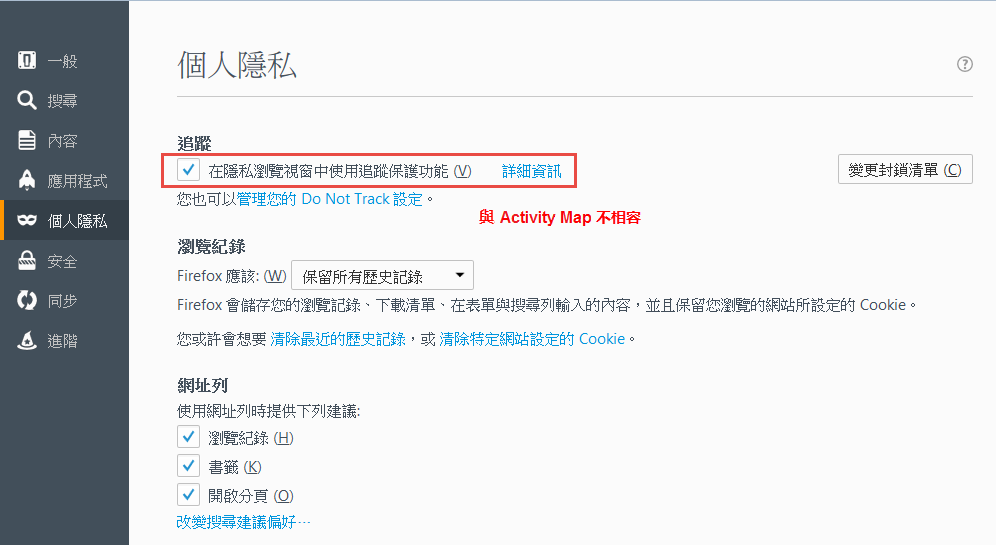 一般
搜尋
內容
應用程式
個人隱私
安全
同步
進階
個人隱私
?
追蹤
在隱私瀏覽視窗中使用追蹤保護功能 (V) 詳細資訊
變更封鎖清單 (C)
您也可以管理您的 Do Not Track 設定。
與 Activity Map 不相容
瀏覽紀錄
Firefox 應該: (W) 保留所有歷史記錄
Firefox 會儲存您的瀏覽記錄、下載清單、在表單與搜尋列輸入的內容，並且保留您瀏覽的網站所設定的 Cookie。
您或許會想要 清除最近的歷史記錄，或 清除特定網站設定的 Cookie。
網址列
使用網址列時提供下列建議:
瀏覽紀錄 (H)
書籤 (K)
開啟分頁 (O)
改變搜尋建議偏好…